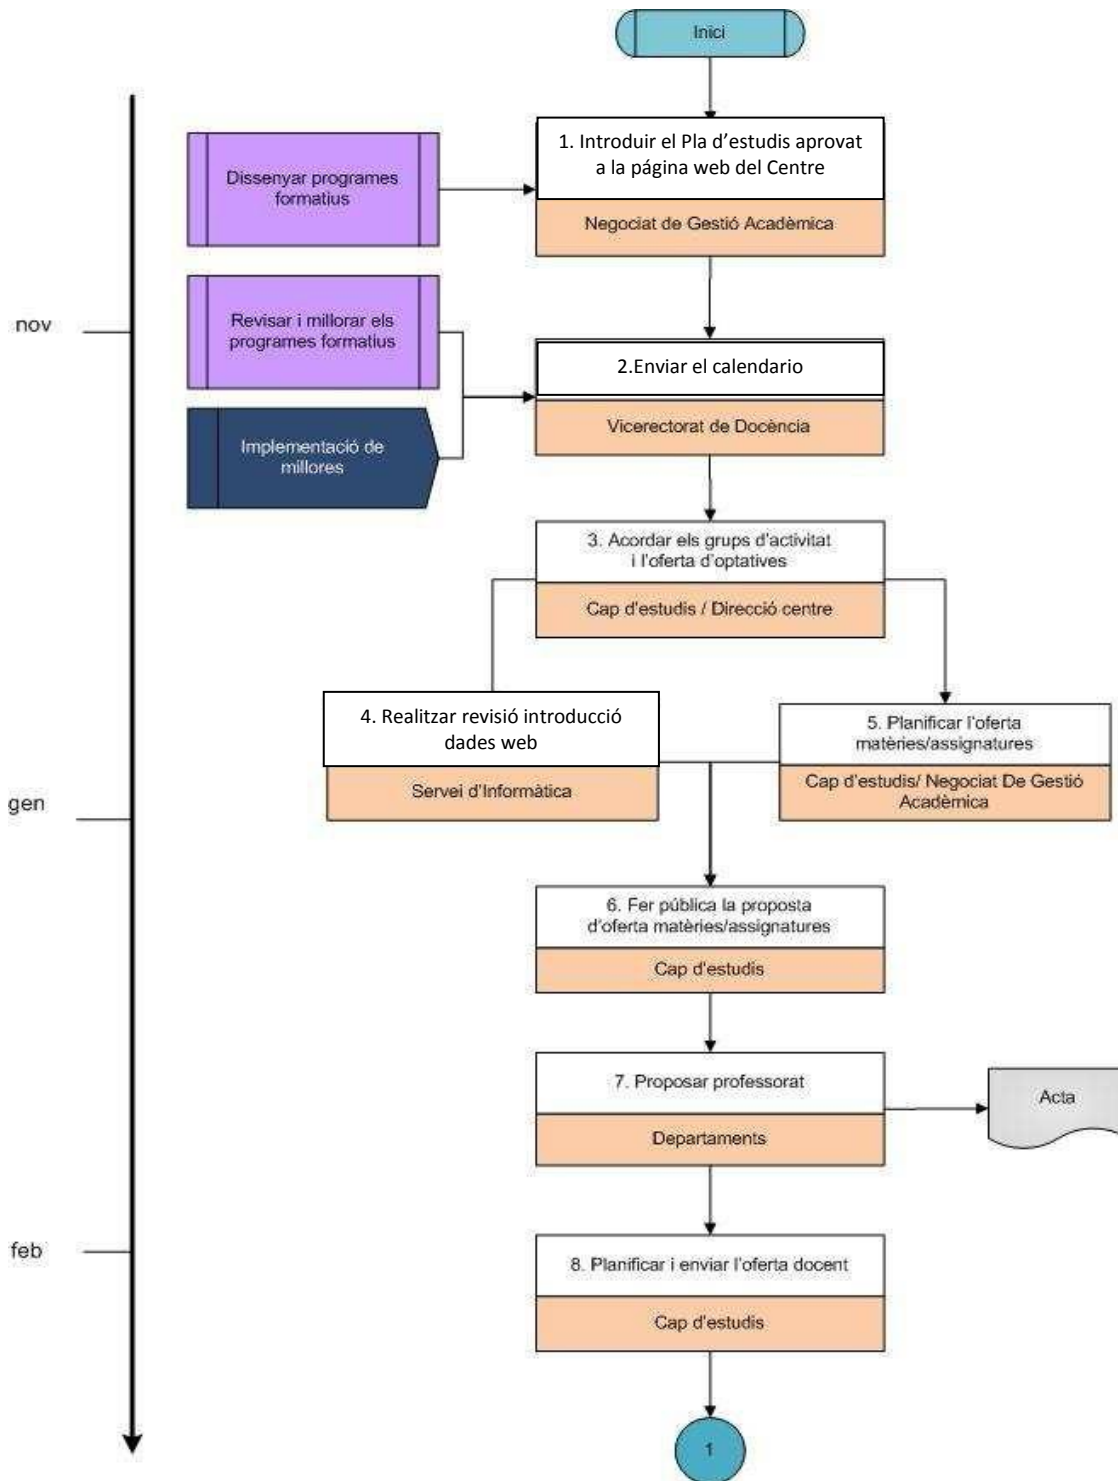 Inici
1. Introduir el Pla d'estudis aprovat
a la página web del Centre
Negociat de Gestió Acadèmica
Dissenyar programes
formatius
nov
Revisar i millorar els
programes formatius
2.Enviar el calendario
Vicerectorat de Docència
Implementació de
millores
3. Acordar els grups d'activitat
i l'oferta d'optatives
Cap d'estudis / Direcció centre
4. Realitzar revisió introducció
dades web
Servei d'Informàtica
5. Planificar l'oferta
matèries/assignatures
Cap d'estudis/ Negociat De Gestió
Acadèmica
gen
6. Fer pública la proposta
d'oferta matèries/assignatures
Cap d'estudis
7. Proposar professorat
Departaments
Acta
feb
8. Planificar i enviar l'oferta docent
Cap d'estudis
1